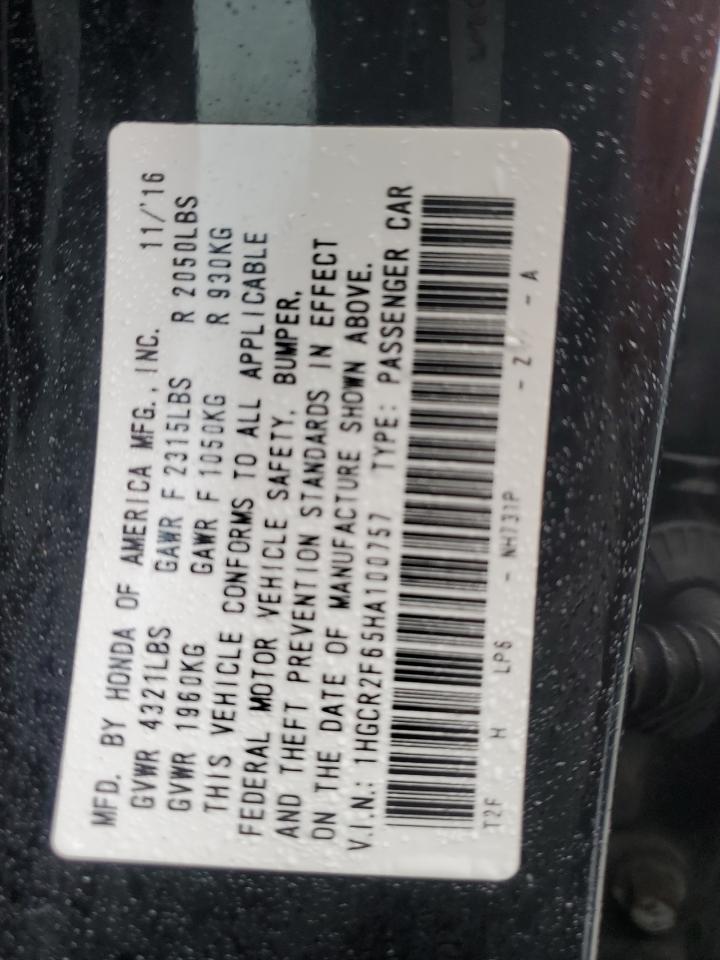 MFD. BY HONDA OF AMERICA MFG., INC. 11/'16
GVWR 4321LBS GAWR F 2315LBS R 2050LBS
GVWR 1960KG GAWR F 1050KG R 930KG
THIS VEHICLE CONFORMS TO ALL APPLICABLE
FEDERAL MOTOR VEHICLE SAFETY, BUMPER,
AND THEFT PREVENTION STANDARDS IN EFFECT
ON THE DATE OF MANUFACTURE SHOWN ABOVE.
V.I.N.: 1HGCR2F65HA100757 TYPE: PASSENGER CAR
T2F H LP6 - NH731P - Z - A